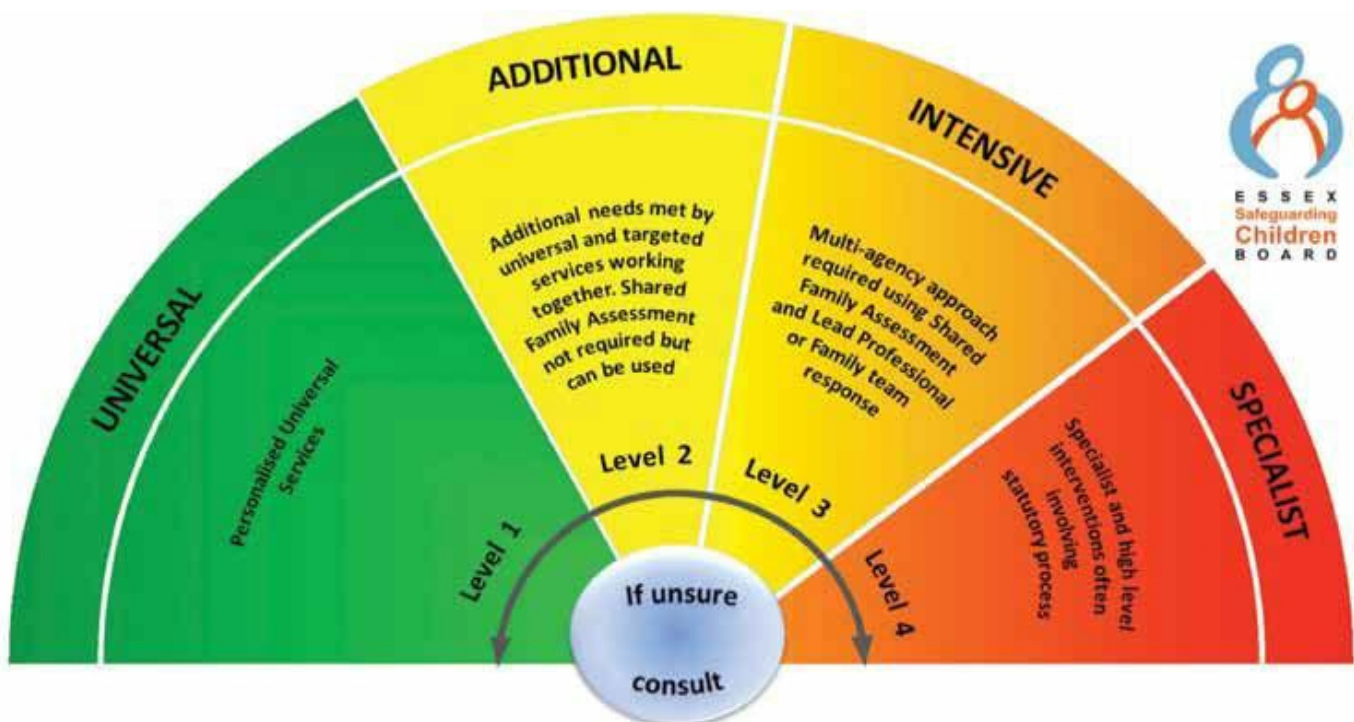 UNIVERSAL
Personalised Universal
Services
Level 1
ADDITIONAL
Additional needs met by
universal and targeted
services working
together. Shared
Family Assessment
not required but
can be used
Level 2
INTENSIVE
Multi-agency approach
required using Shared
Family Assessment
and Lead Professional
or Family team
response
Level 3
SPECIALIST
Specialist and high level
interventions often
involving
statutory process
Level 4
If unsure
consult
ESSEX
Safeguarding
Children
BOARD